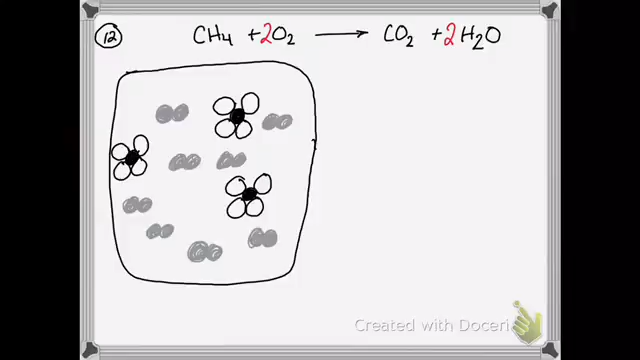 12 CH4 + 2O2 → CO2 + 2H2O
Created with Doceri